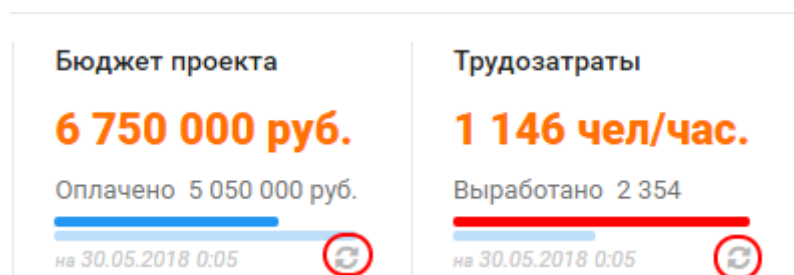 Бюджет проекта
6 750 000 руб.
Оплачено 5 050 000 руб.
на 30.05.2018 0:05
Трудозатраты
1 146 чел/час.
Выработано 2 354
на 30.05.2018 0:05